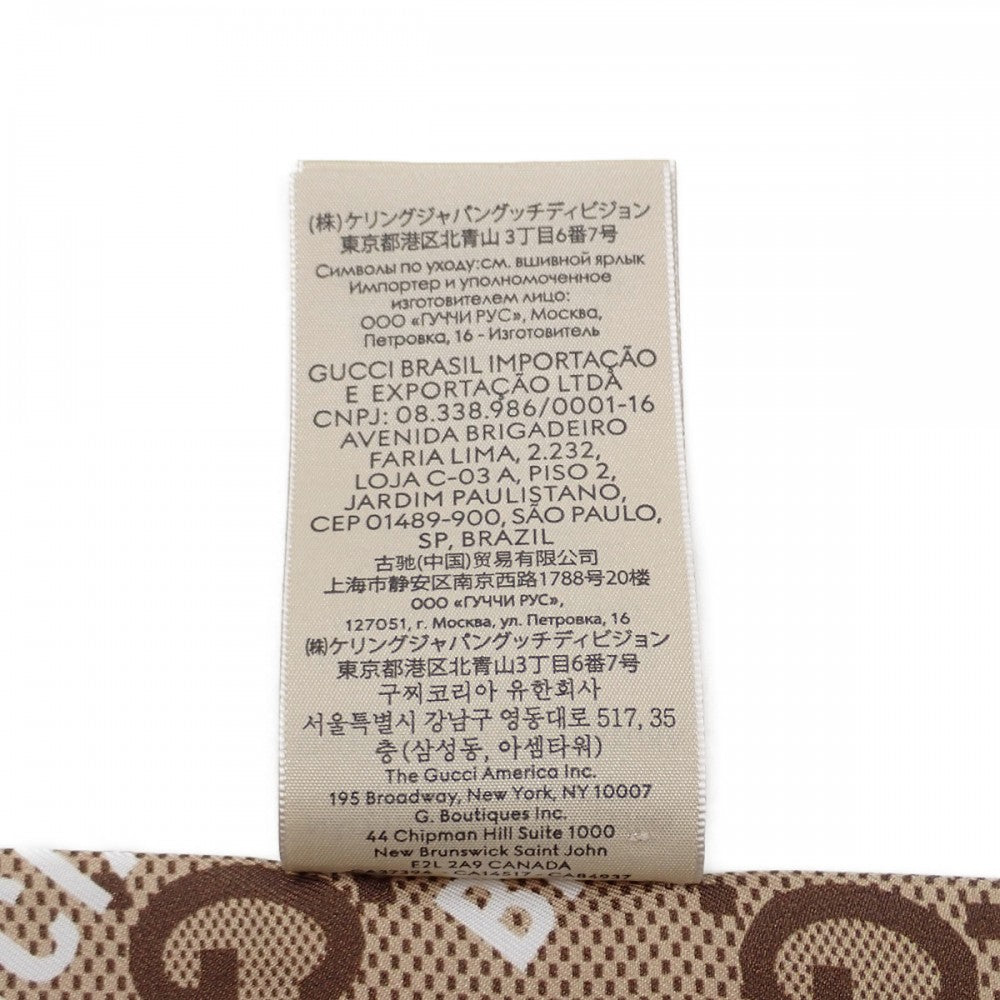 (株)ケリングジャパングッチディビジョン
東京都港区北青山 3丁目6番7号
Символы по уходу:см. вшивной ярлык
Импортер и уполномоченное
изготовителем лицо:
ООО «ГУЧЧИ РУС», Москва,
Петровка, 16 - Изготовитель
GUCCI BRASIL IMPORTAÇÃO
E EXPORTAÇÃO LTDA
CNPJ: 08.338.986/0001-16
AVENIDA BRIGADEIRO
FARIA LIMA, 2.232,
LOJA C-03 A, PISO 2,
JARDIM PAULISTANO,
CEP 01489-900, SÃO PAULO,
SP, BRAZIL
古驰(中国)贸易有限公司
上海市静安区南京西路1788号20楼
ООО «ГУЧЧИ РУС»,
127051, г. Москва, ул. Петровка, 16
㈱ケリングジャパングッチディビジョン
東京都港区北青山3丁目6番7号
구찌코리아 유한회사
서울특별시 강남구 영동대로 517, 35
층(삼성동, 아셈타워)
The Gucci America Inc.
195 Broadway, New York, NY 10007
G. Boutiques Inc.
44 Chipman Hill Suite 1000
New Brunswick Saint John
E2L 2A9 CANADA
CA14517 CA84937